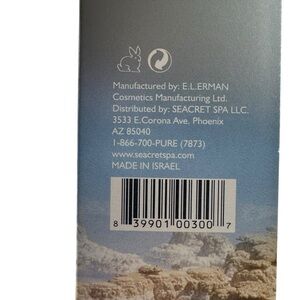 Manufactured by: E.L.ERMAN
Cosmetics Manufacturing Ltd.
Distributed by: SEACRET SPA LLC.
3533 E.Corona Ave. Phoenix
AZ 85040
1-866-700-PURE (7873)
www.seacretspa.com
MADE IN ISRAEL
8 39901 00300 7